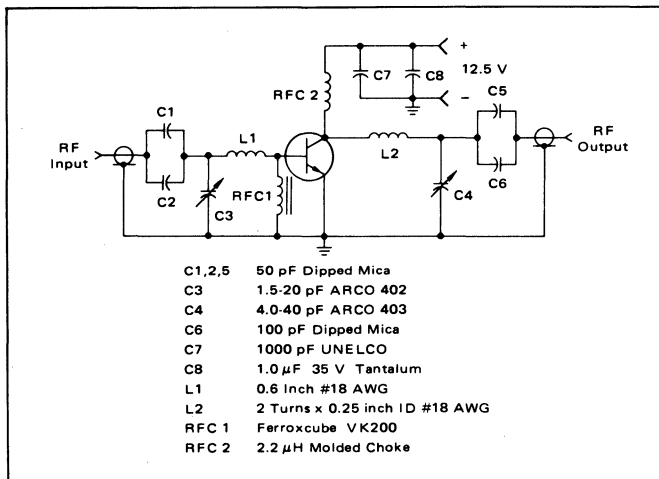 +
12.5 V
–
C7
C8
RFC 2
C5
C1
L1
RF
Input
L2
RF
Output
C2
RFC1
C3
C4
C6
C1,2,5 50 pF Dipped Mica
C3 1.5-20 pF ARCO 402
C4 4.0-40 pF ARCO 403
C6 100 pF Dipped Mica
C7 1000 pF UNELCO
C8 1.0 μF 35 V Tantalum
L1 0.6 Inch #18 AWG
L2 2 Turns x 0.25 inch ID #18 AWG
RFC 1 Ferroxcube VK200
RFC 2 2.2 μH Molded Choke